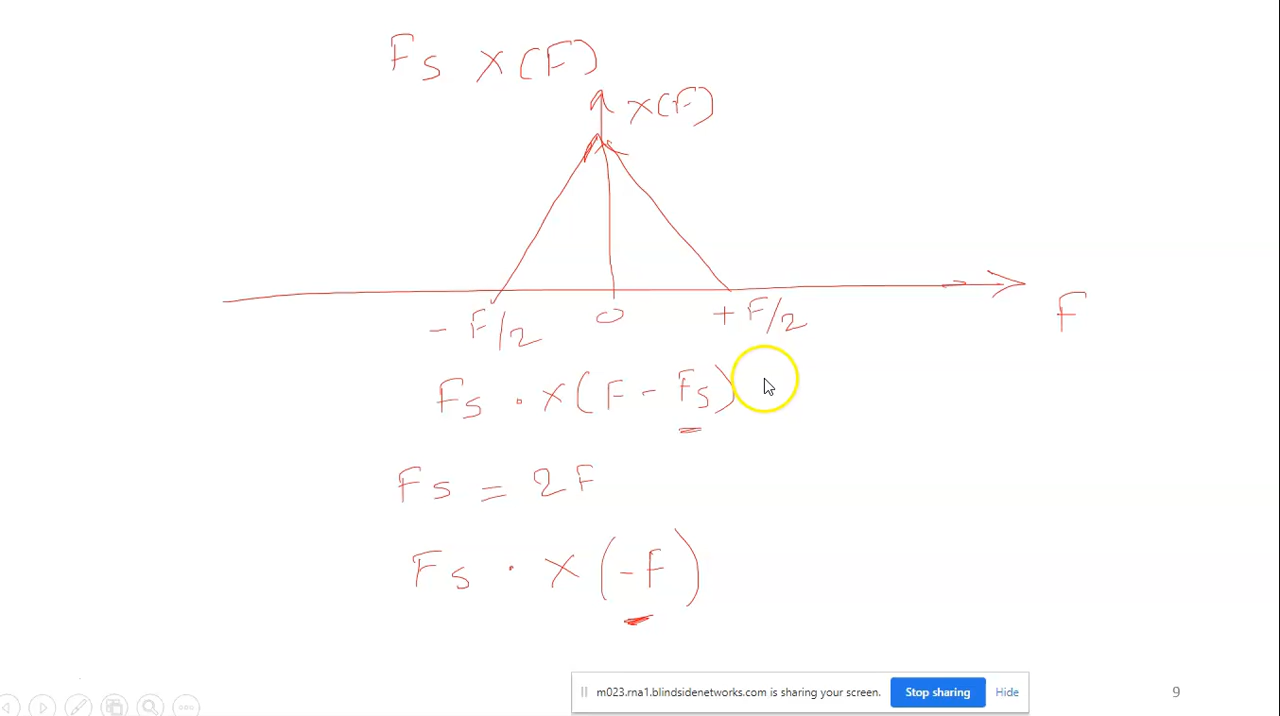 Fs X(F)
X(F)
- F/2 0 + F/2
F
Fs . X(F - Fs)
Fs = 2F
Fs . X(-F)
m023.rna1.blindsidenetworks.com is sharing your screen. Stop sharing Hide
9